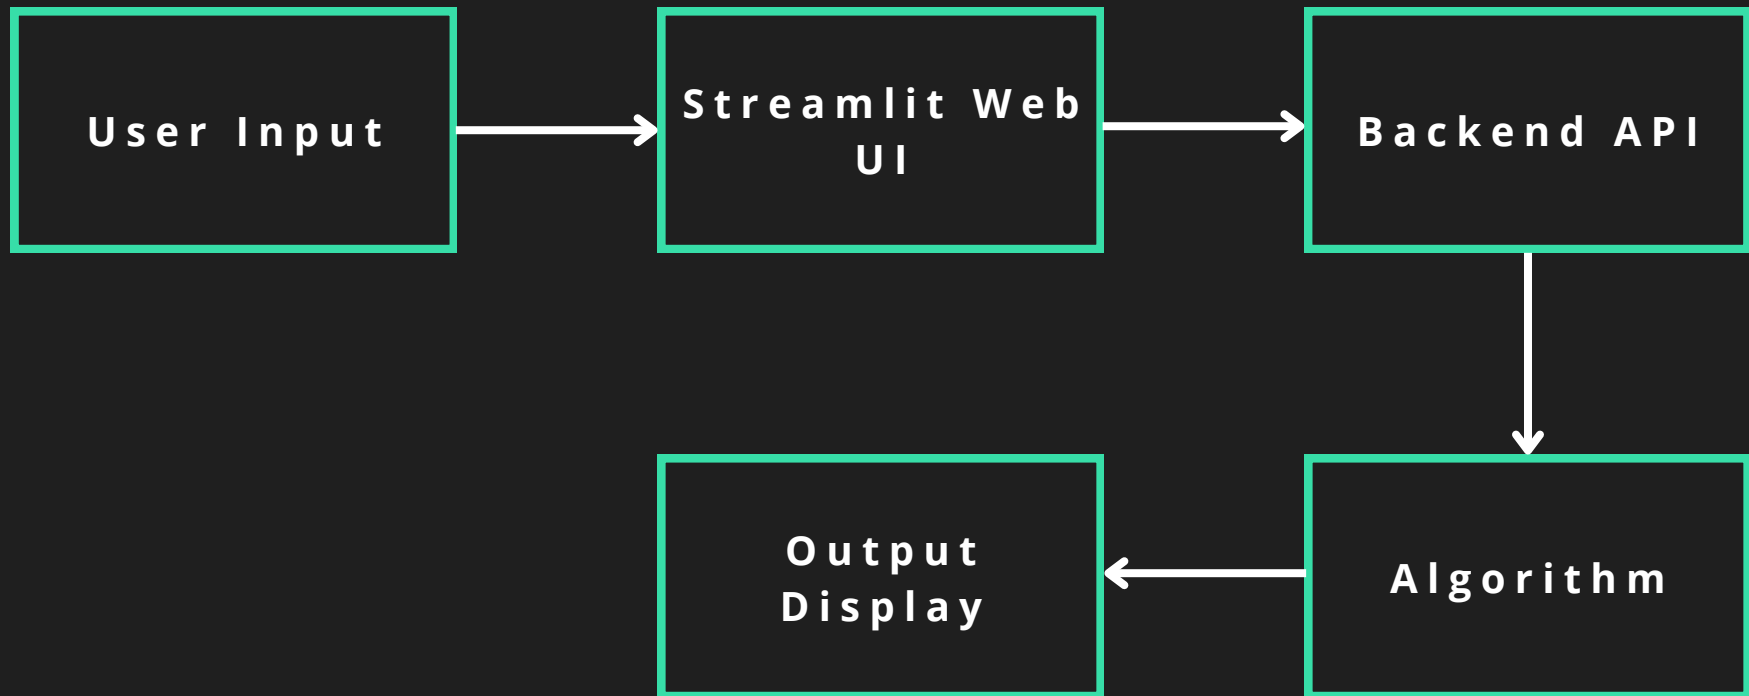 User Input
Streamlit Web
UI
Backend API
Output
Display
Algorithm